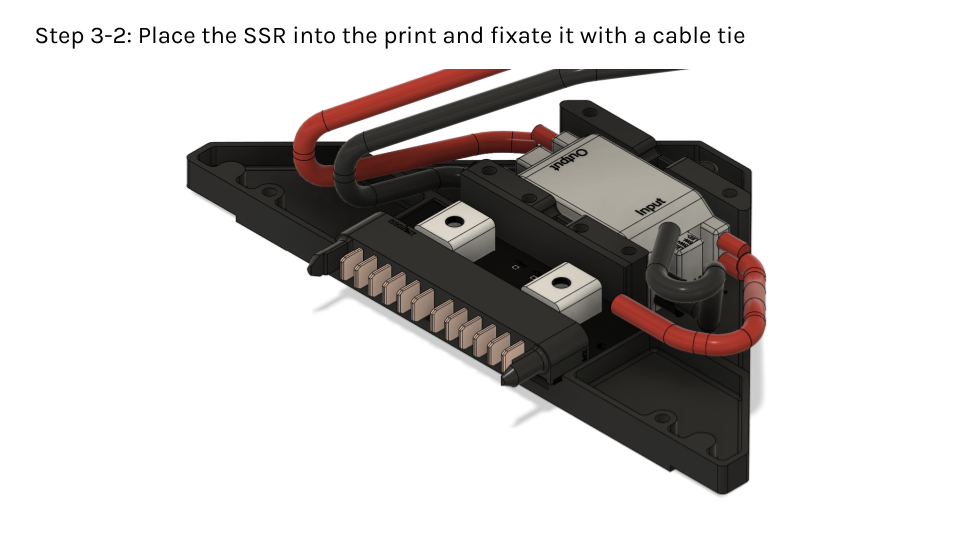 Step 3-2: Place the SSR into the print and fixate it with a cable tie
Output
Input